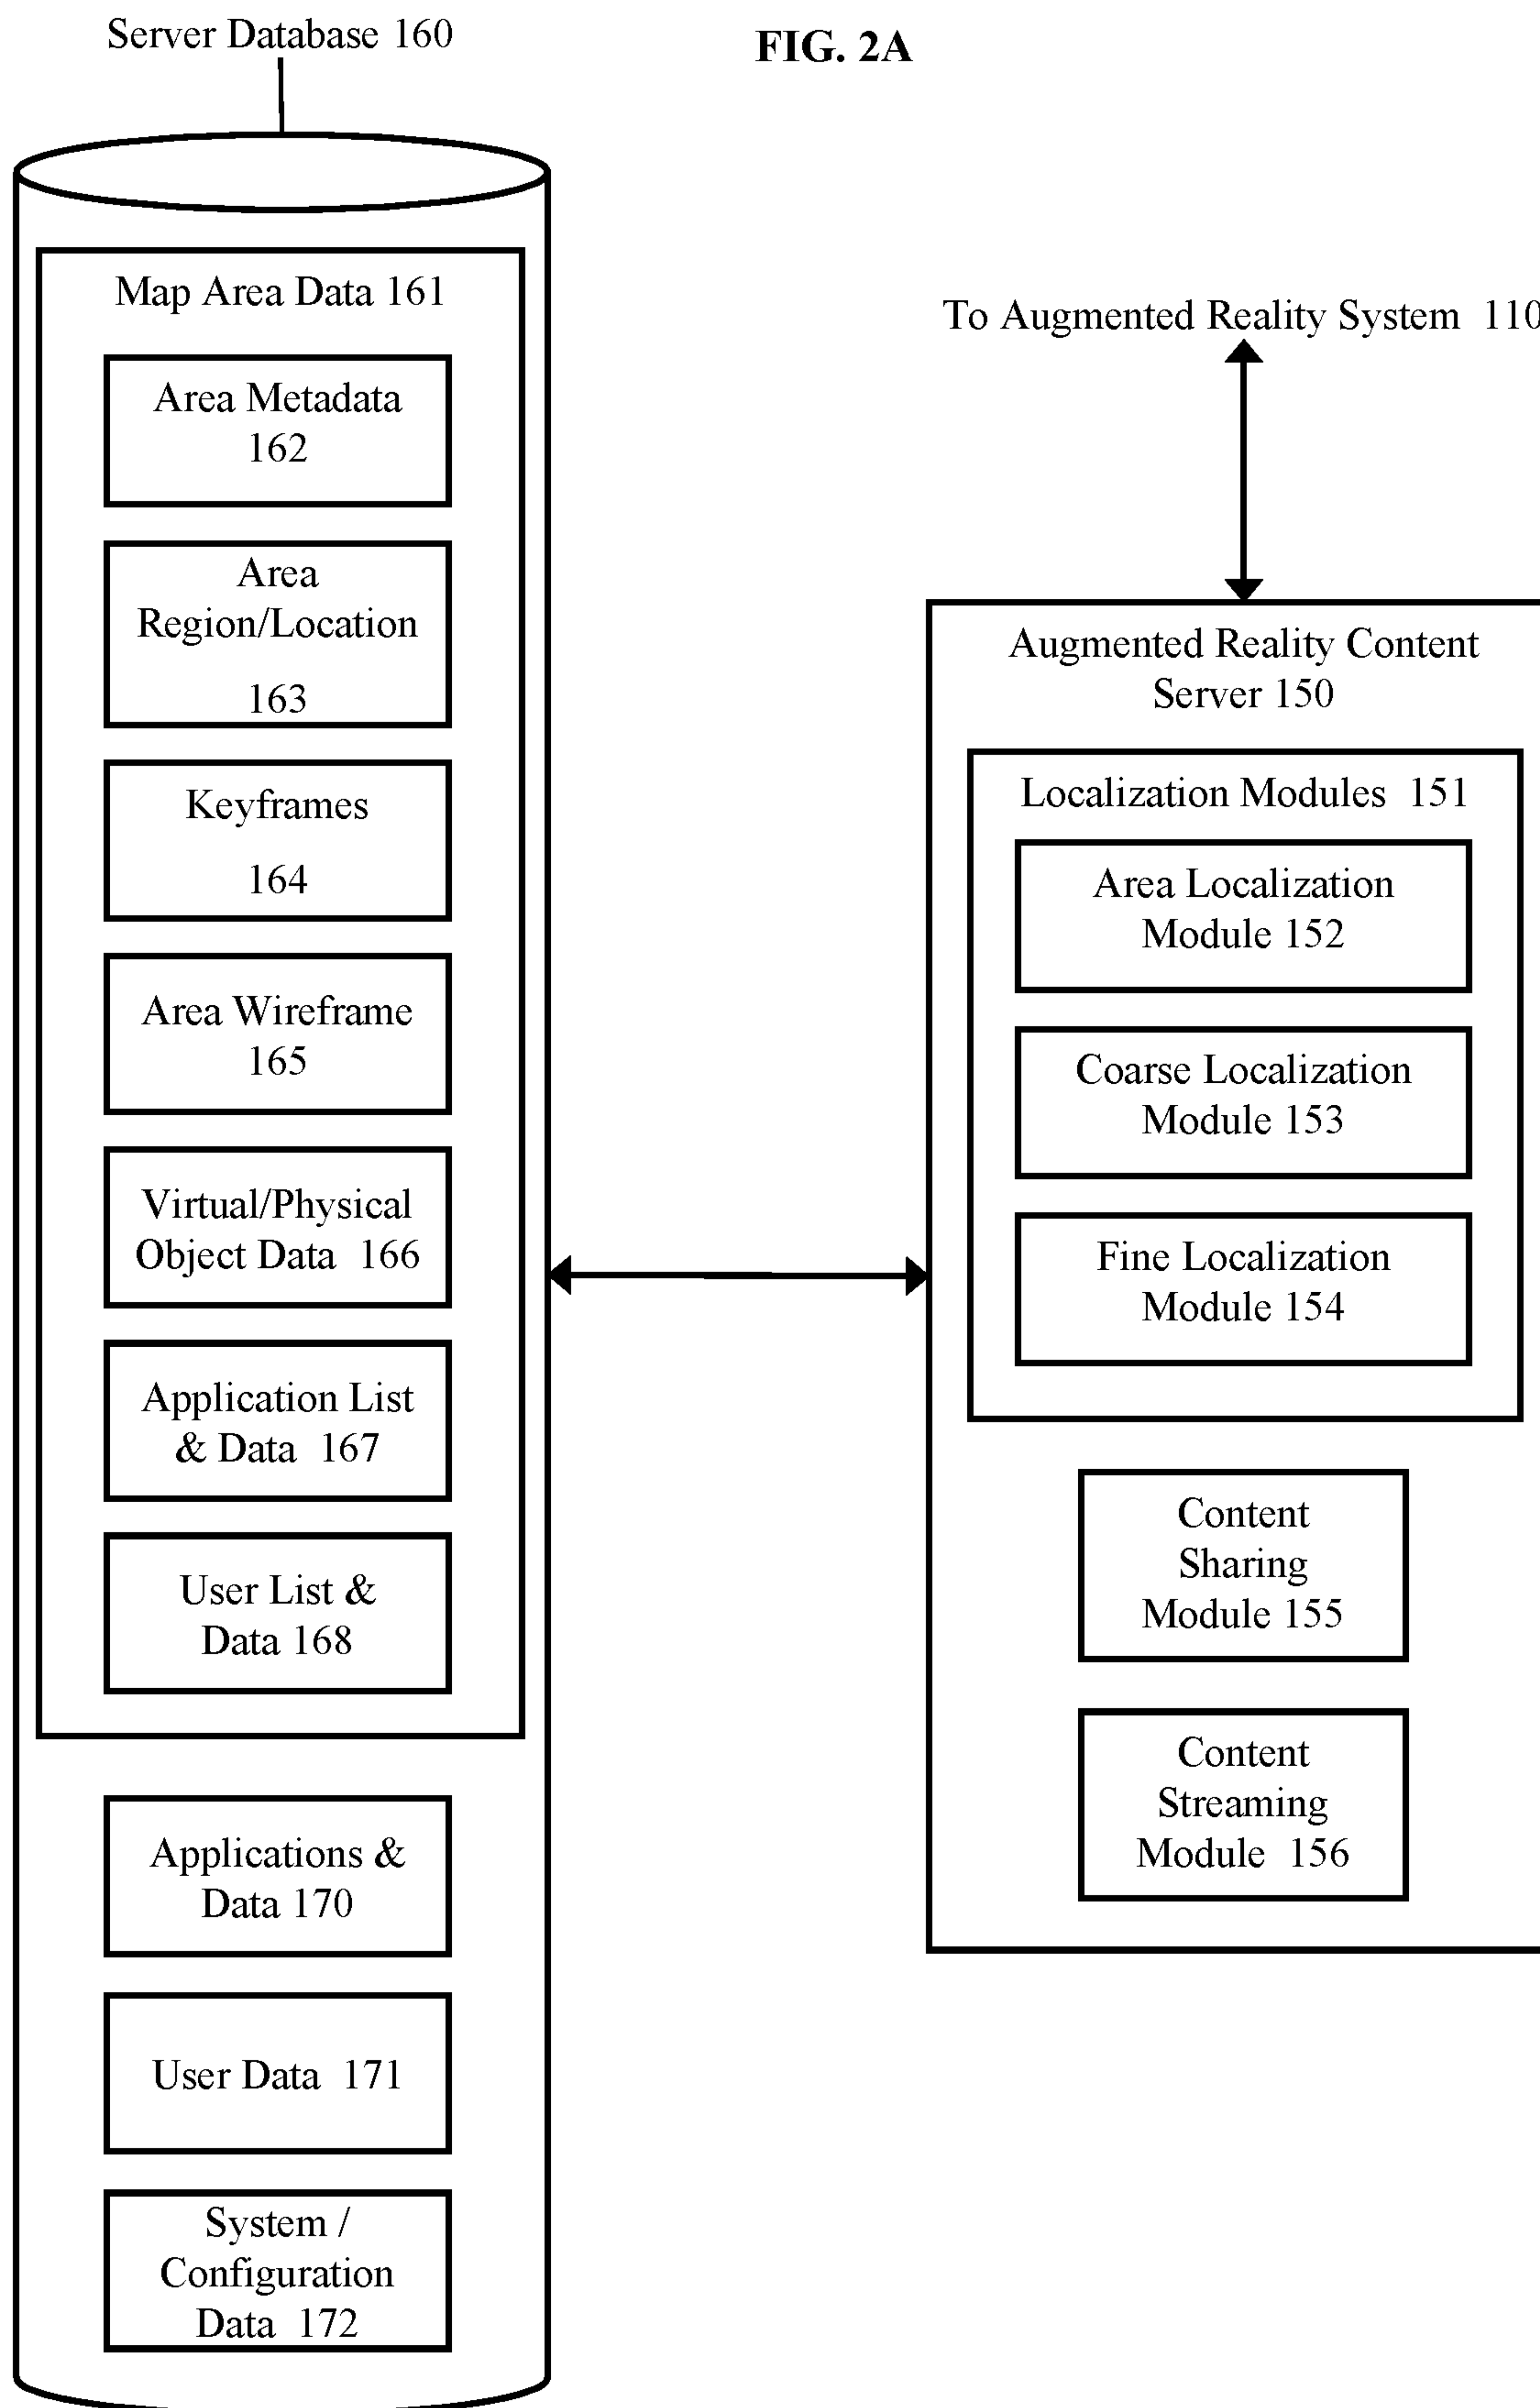 Server Database 160
FIG. 2A
Map Area Data 161
Area Metadata
162
Area
Region/Location
163
Keyframes
164
Area Wireframe
165
Virtual/Physical
Object Data 166
Application List
& Data 167
User List &
Data 168
Applications &
Data 170
User Data 171
System /
Configuration
Data 172
To Augmented Reality System 110
Augmented Reality Content
Server 150
Localization Modules 151
Area Localization
Module 152
Coarse Localization
Module 153
Fine Localization
Module 154
Content
Sharing
Module 155
Content
Streaming
Module 156